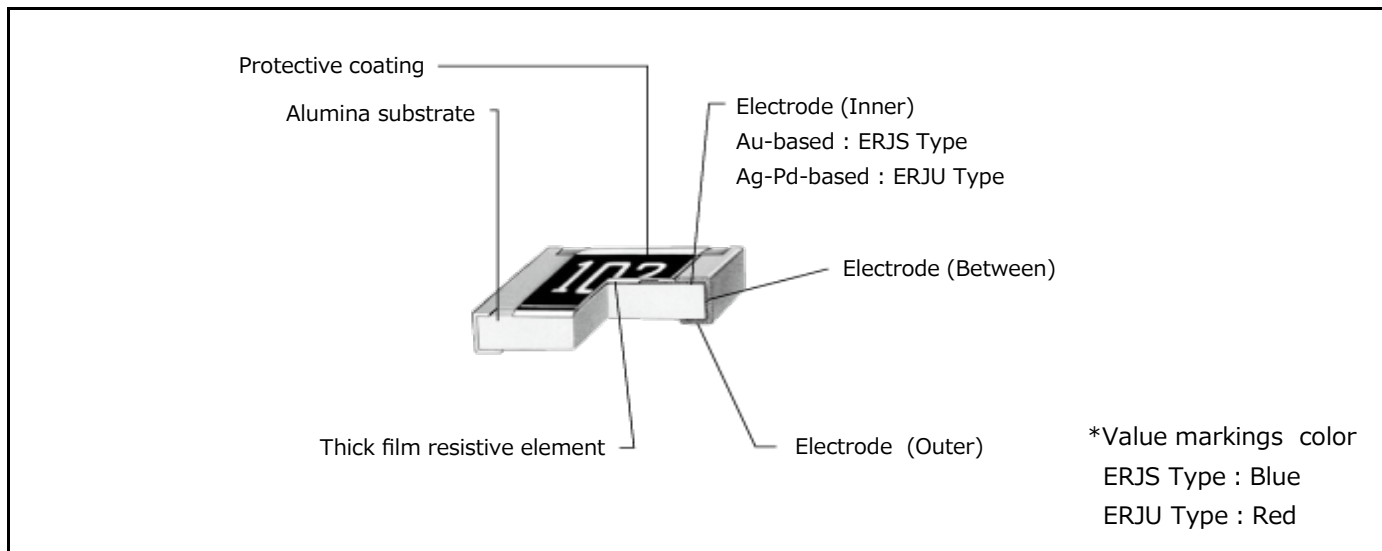 Protective coating
Alumina substrate
Electrode (Inner)
Au-based : ERJS Type
Ag-Pd-based : ERJU Type
102
Electrode (Between)
Thick film resistive element
Electrode (Outer)
*Value markings color
ERJS Type : Blue
ERJU Type : Red